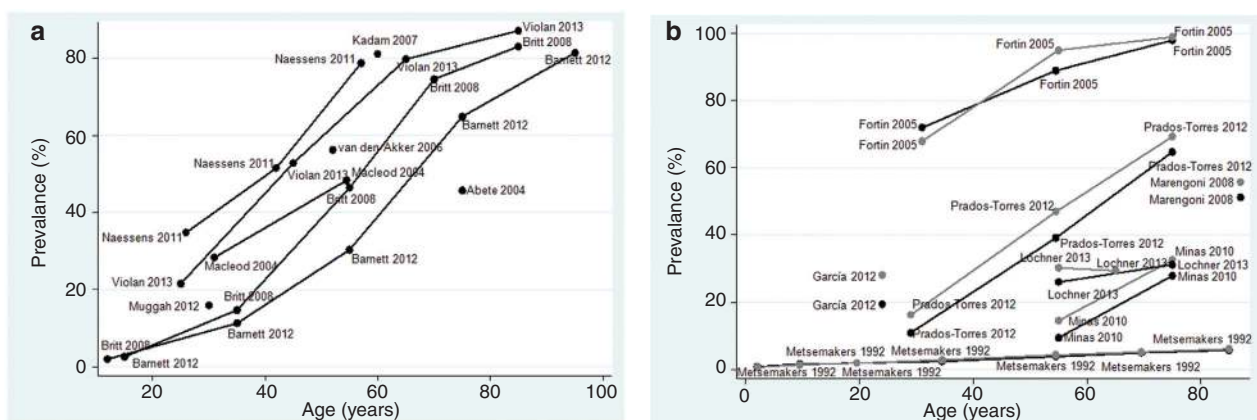 a
Prevalance (%)
80
60
40
20
0
Violan 2013
Kadam 2007
Britt 2008
Naessens 2011
Violan 2013
Barnett 2012
Britt 2008
Barnett 2012
van-den-Akker 2006
Naessens 2011
Violan 2013
Macleod 2004
Abete 2004
Britt 2008
Naessens 2011
Macleod 2004
Barnett 2012
Violan 2013
Muggah 2012
Britt 2008
Barnett 2012
Britt 2008
Barnett 2012
20
40
60
80
100
Age (years)
b
Prevalance (%)
100
80
60
40
20
0
Fortin 2005
Fortin 2005
Fortin 2005
Fortin 2005
Fortin 2005
Fortin 2005
Prados-Torres 2012
Prados-Torres 2012
Marengoni 2008
Marengoni 2008
Prados-Torres 2012
Prados-Torres 2012
Minas 2010
Lochner 2013
Lochner 2013
Lochner 2013
García 2012
Minas 2010
Lochner 2013
García 2012
Prados-Torres 2012
Minas 2010
Prados-Torres 2012
Minas 2010
Metsemakers 1992
Metsemakers 1992
Metsemakers 1992
Metsemakers 1992
Metsemakers 1992
Metsemakers 1992
Metsemakers 1992
0
20
40
60
80
Age (years)